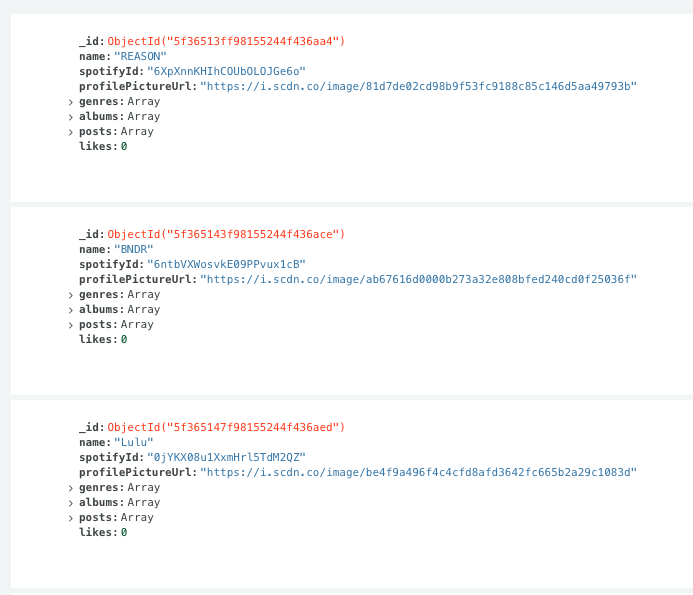 _id: ObjectId("5f36513ff98155244f436aa4")
name: "REASON"
spotifyId: "6XpXnnKHIhCOUbOLOJGe6o"
profilePictureUrl: "https://i.scdn.co/image/81d7de02cd98b9f53fc9188c85c146d5aa49793b"
> genres: Array
> albums: Array
> posts: Array
likes: 0
_id: ObjectId("5f365143f98155244f436ace")
name: "BNDR"
spotifyId: "6ntbVXWosvkE09PPvux1cB"
profilePictureUrl: "https://i.scdn.co/image/ab67616d0000b273a32e808bfed240cd0f25036f"
> genres: Array
> albums: Array
> posts: Array
likes: 0
_id: ObjectId("5f365147f98155244f436aed")
name: "Lulu"
spotifyId: "0jYKX08u1XxmHrl5TdM2QZ"
profilePictureUrl: "https://i.scdn.co/image/be4f9a496f4c4cfd8afd3642fc665b2a29c1083d"
> genres: Array
> albums: Array
> posts: Array
likes: 0